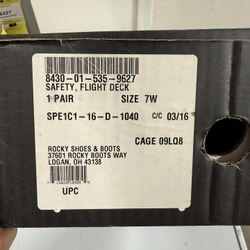 8430-01-535-9627
SAFETY, FLIGHT DECK
1 PAIR SIZE 7W
SPE1C1-16-D-1040 C/C 03/16
CAGE 09LQ8
ROCKY SHOES & BOOTS
37601 ROCKY BOOTS WAY
LOGAN, OH 43138
UPC